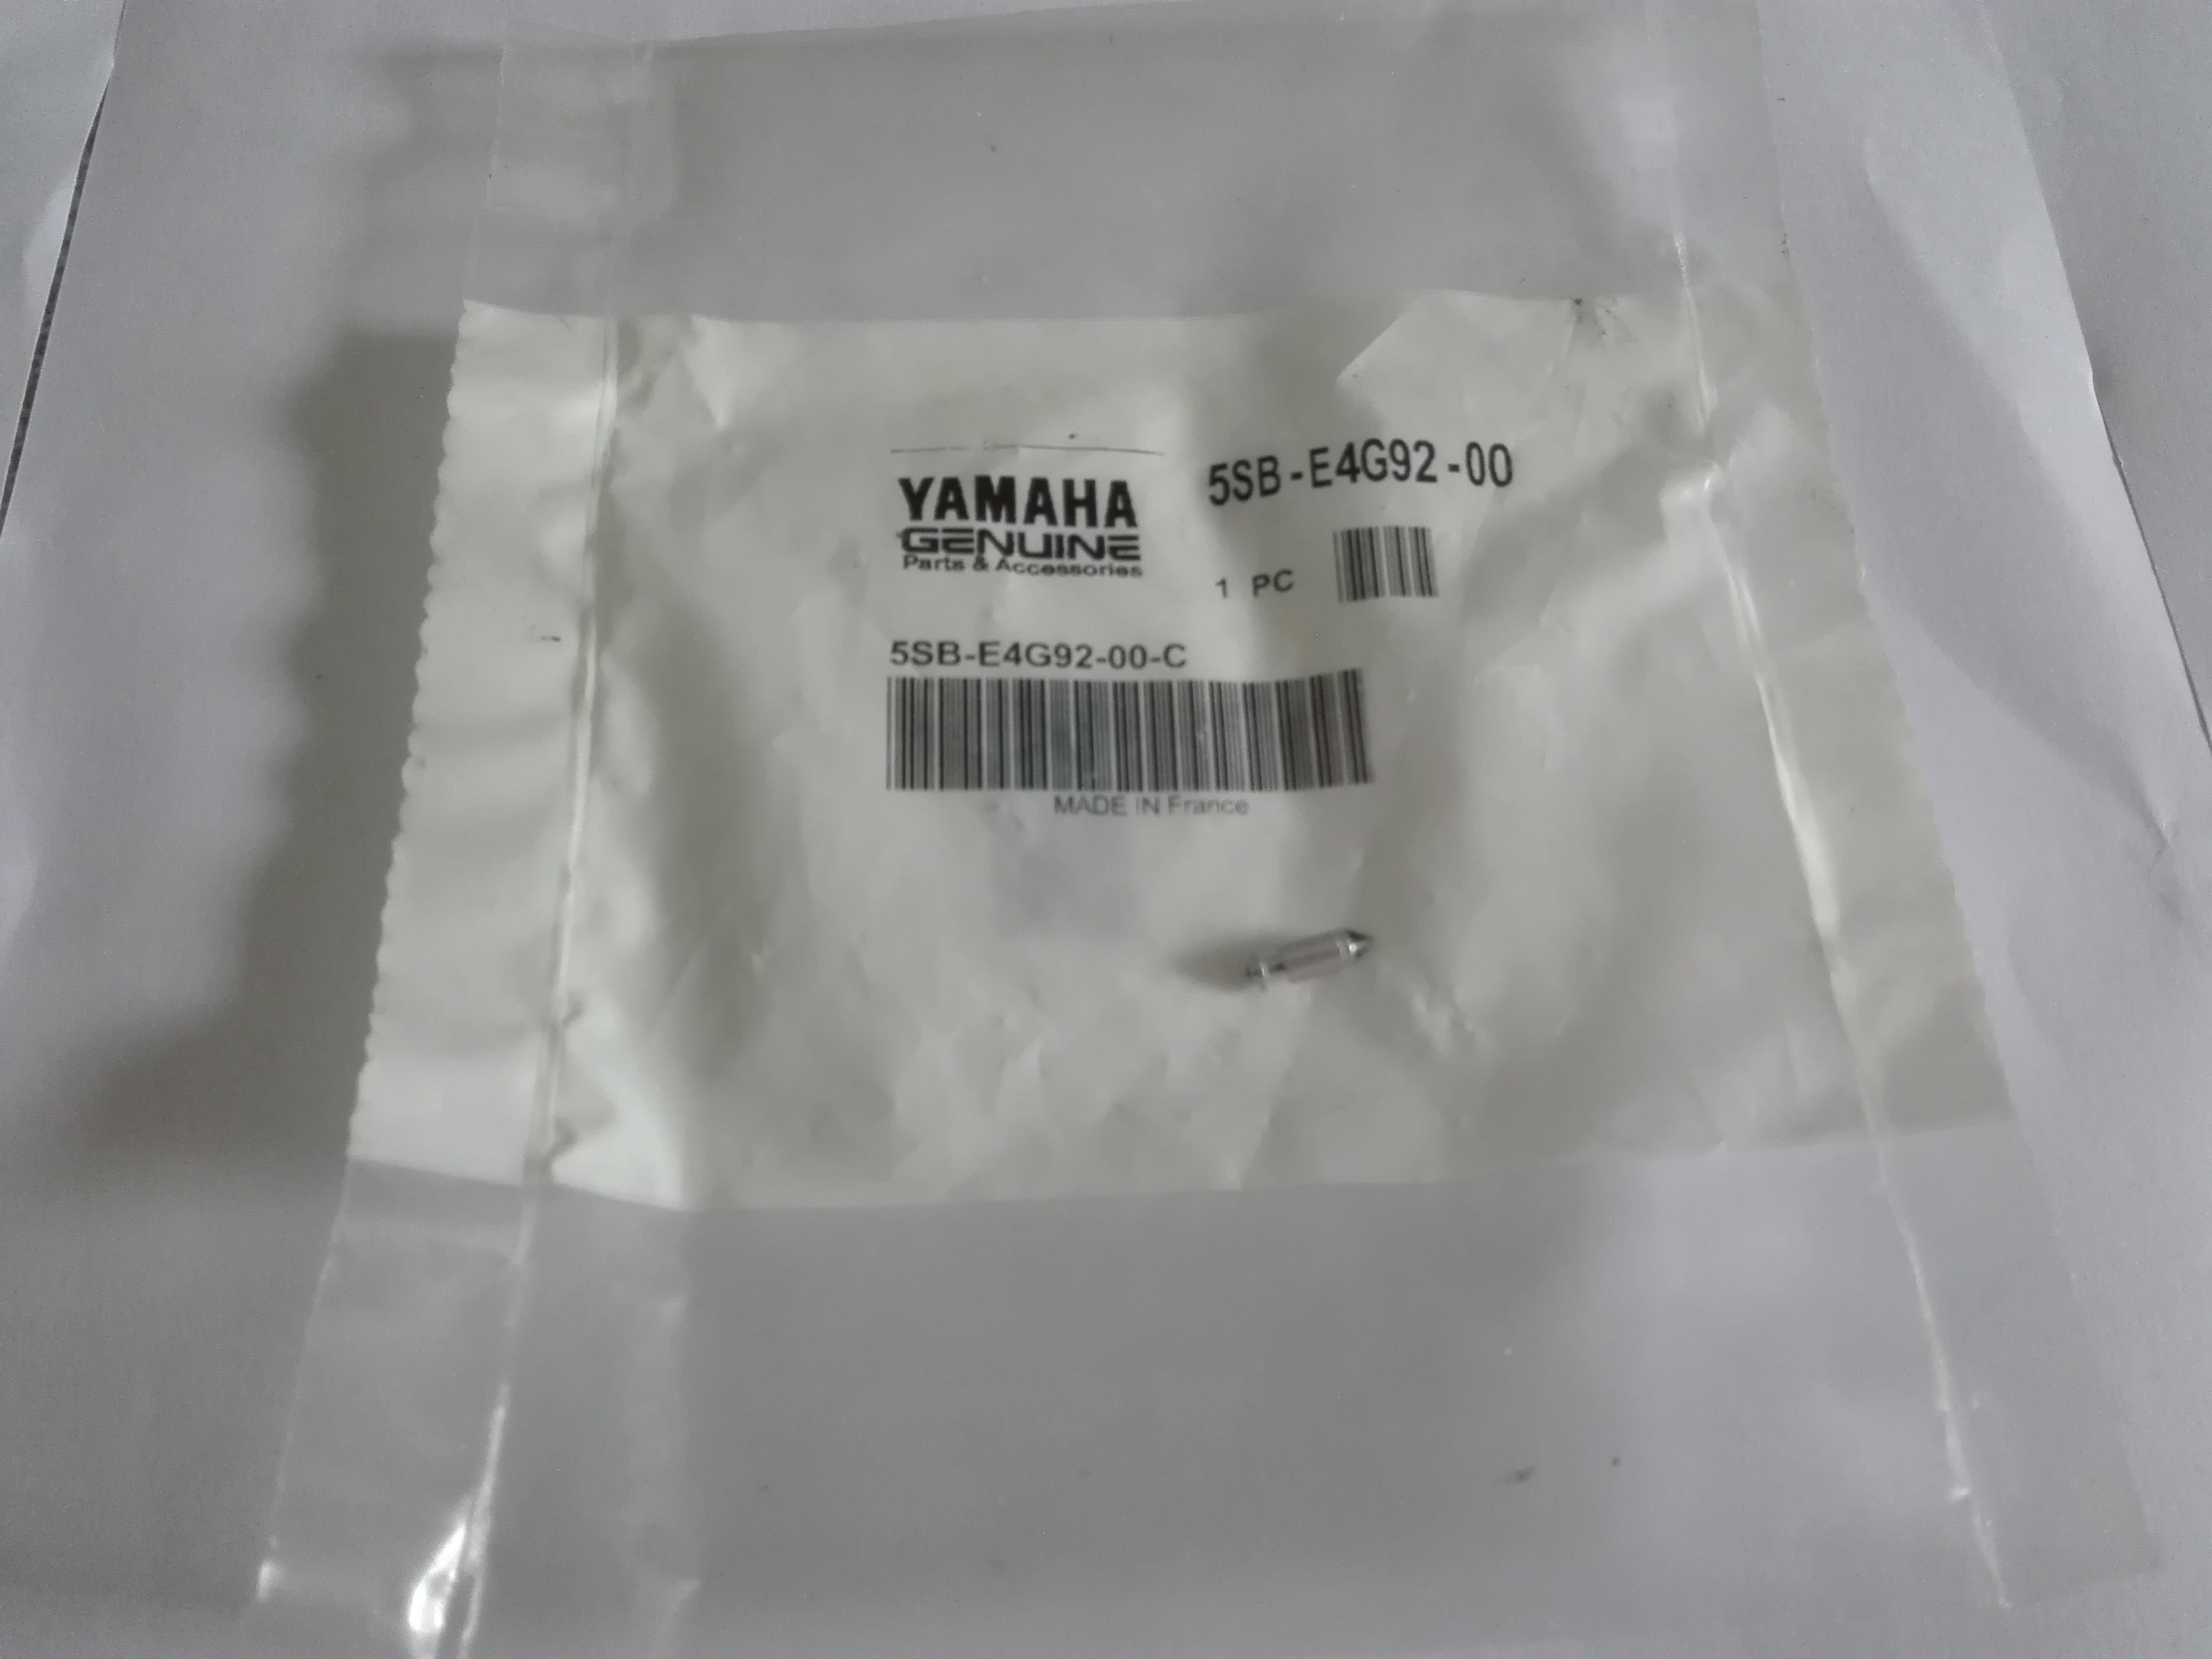 YAMAHA
GENUINE
Parts & Accessories
5SB-E4G92-00
1 PC
5SB-E4G92-00-C
MADE IN France